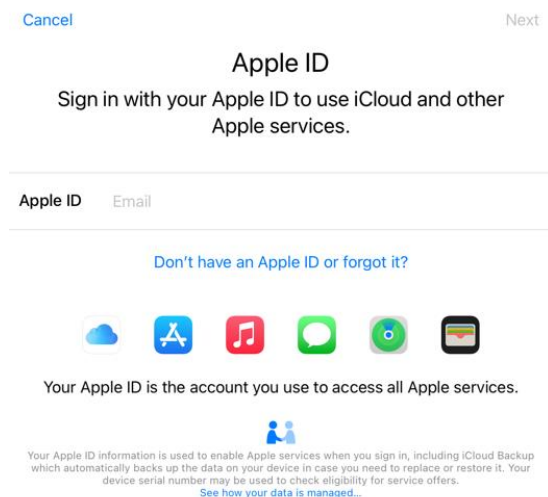 Cancel
Next
Apple ID
Sign in with your Apple ID to use iCloud and other
Apple services.
Apple ID Email
Don't have an Apple ID or forgot it?
Your Apple ID is the account you use to access all Apple services.
Your Apple ID information is used to enable Apple services when you sign in, including iCloud Backup
which automatically backs up the data on your device in case you need to replace or restore it. Your
device serial number may be used to check eligibility for service offers.
See how your data is managed...